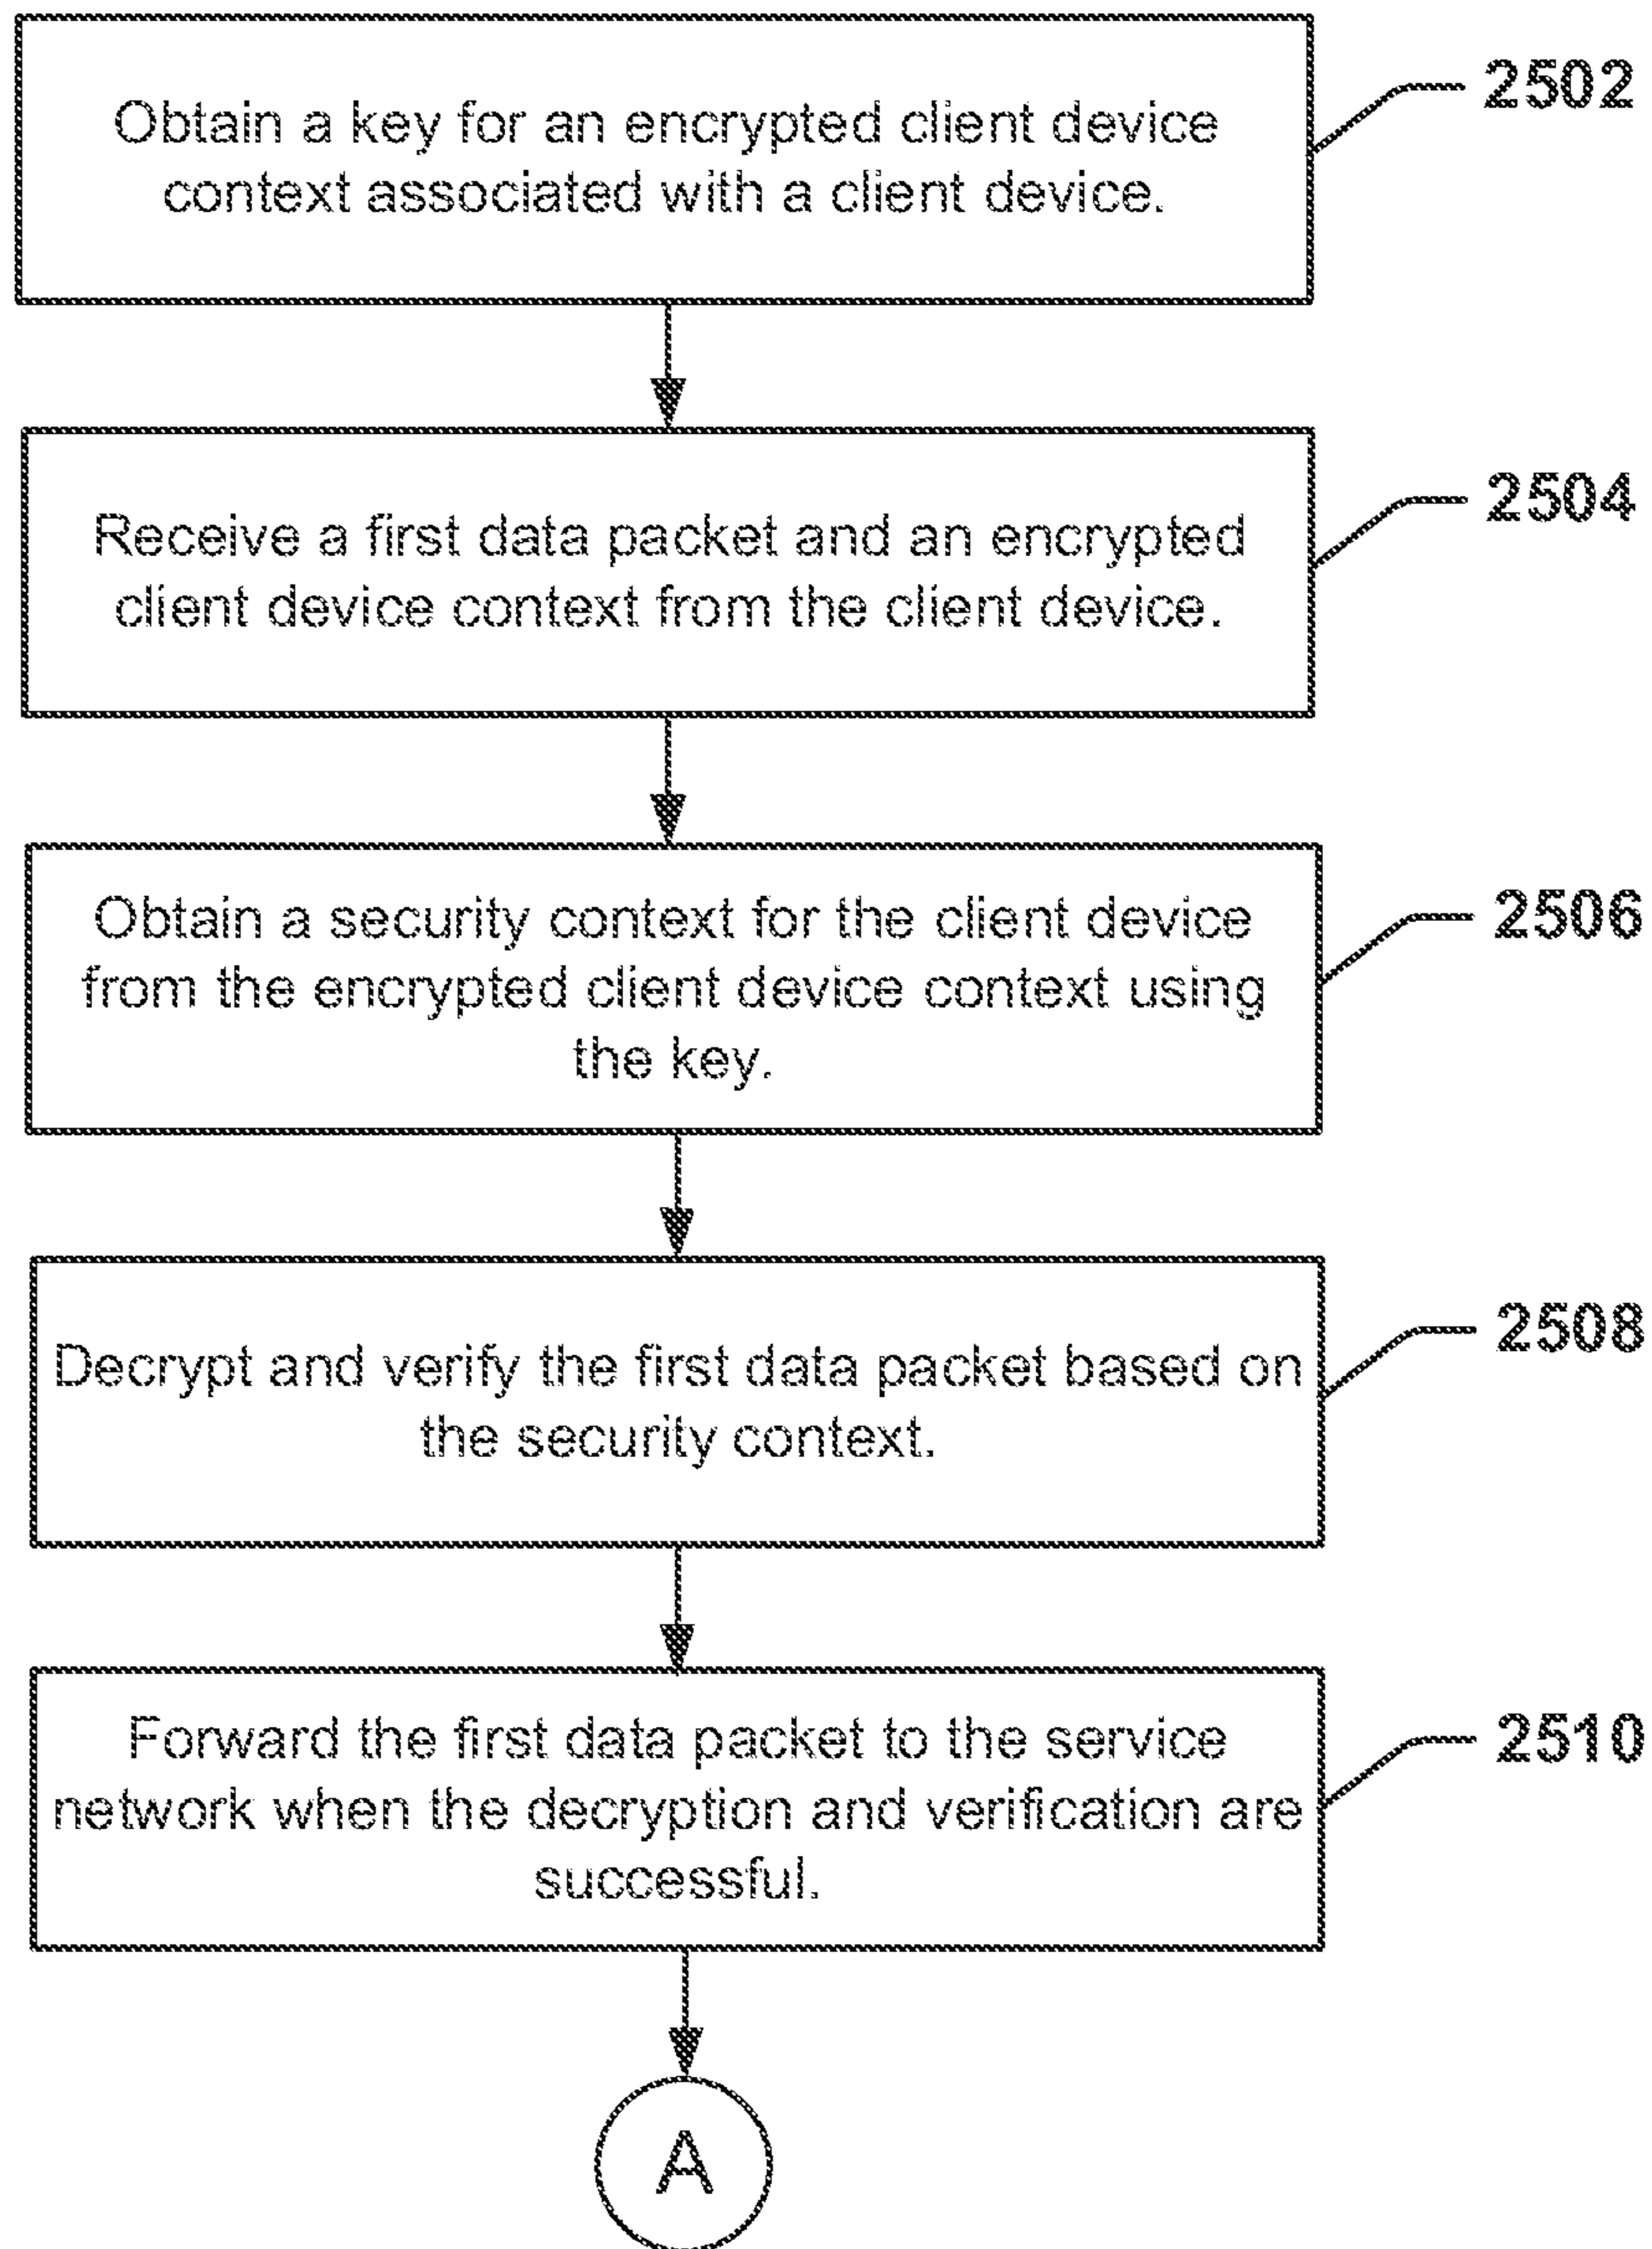 Obtain a key for an encrypted client device
context associated with a client device.
2502
Receive a first data packet and an encrypted
client device context from the client device.
2504
Obtain a security context for the client device
from the encrypted client device context using
the key.
2506
Decrypt and verify the first data packet based on
the security context.
2508
Forward the first data packet to the service
network when the decryption and verification are
successful.
2510
A